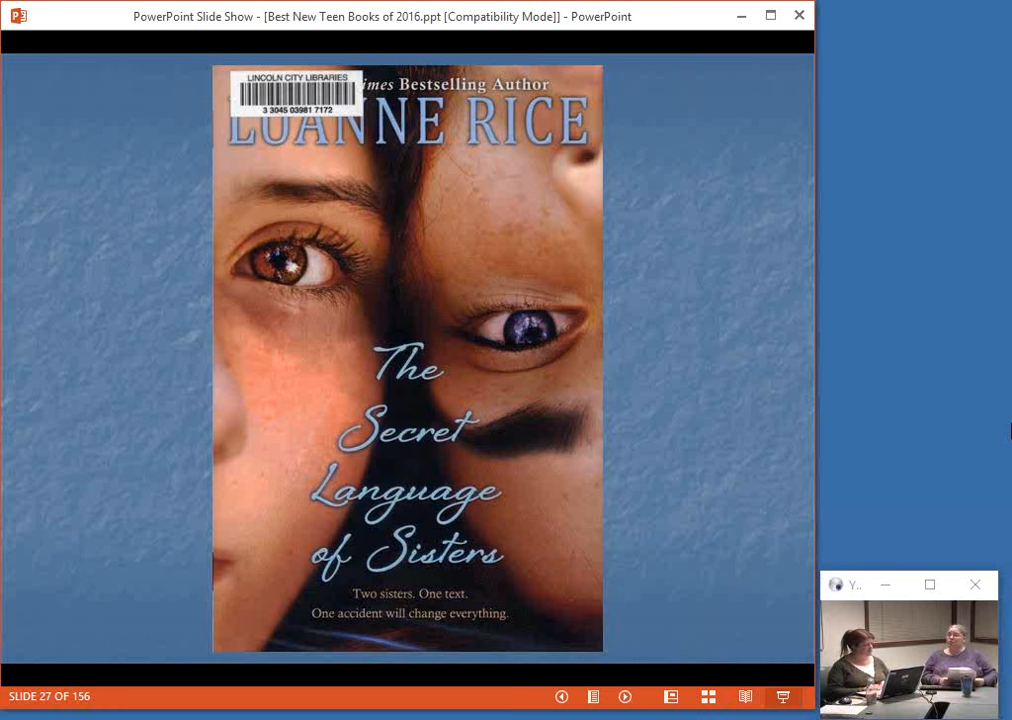 PowerPoint Slide Show - [Best New Teen Books of 2016.ppt [Compatibility Mode]] - PowerPoint
LINCOLN CITY LIBRARIES
3 3045 03981 7172
imes Bestselling Author
LUANNE RICE
The
Secret
Language
of Sisters
Two sisters. One text.
One accident will change everything.
Y..
SLIDE 27 OF 156